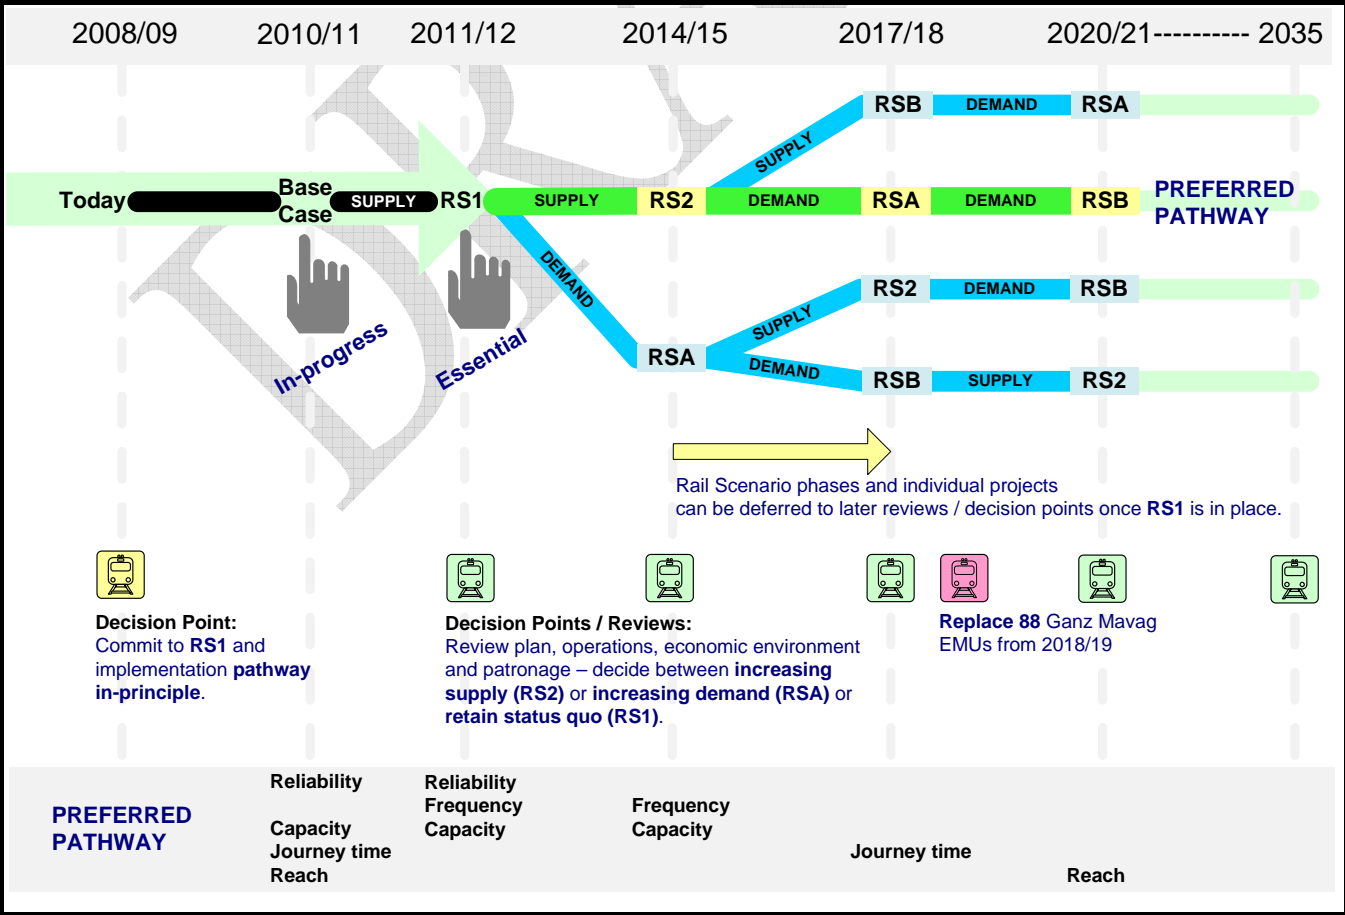 2008/09 2010/11 2011/12 2014/15 2017/18 2020/21---------- 2035
RSB DEMAND RSA
SUPPLY
Today Base Case SUPPLY RS1 SUPPLY RS2 DEMAND RSA DEMAND RSB PREFERRED PATHWAY
DEMAND
RS2 DEMAND RSB
SUPPLY
In-progress
Essential
RSA
DEMAND
RSB SUPPLY RS2
Rail Scenario phases and individual projects
can be deferred to later reviews / decision points once RS1 is in place.
Decision Point:
Commit to RS1 and
implementation pathway
in-principle.
Decision Points / Reviews:
Review plan, operations, economic environment
and patronage – decide between increasing
supply (RS2) or increasing demand (RSA) or
retain status quo (RS1).
Replace 88 Ganz Mavag
EMUs from 2018/19
PREFERRED
PATHWAY
Reliability
Capacity
Journey time
Reach
Reliability
Frequency
Capacity
Frequency
Capacity
Journey time
Reach